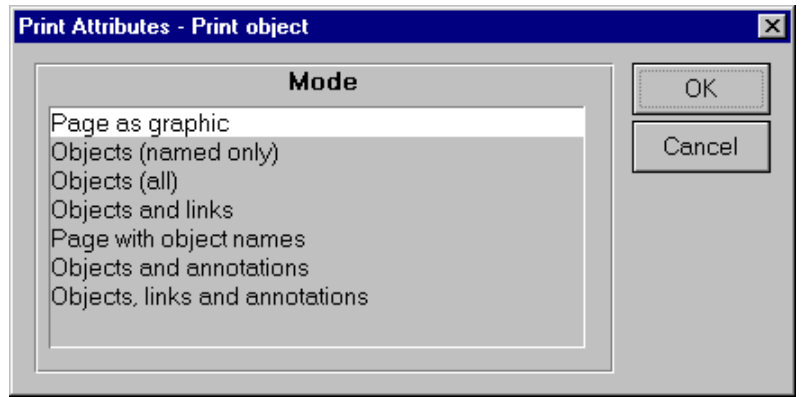 Print Attributes - Print object
Mode
Page as graphic
Objects (named only)
Objects (all)
Objects and links
Page with object names
Objects and annotations
Objects, links and annotations
OK
Cancel